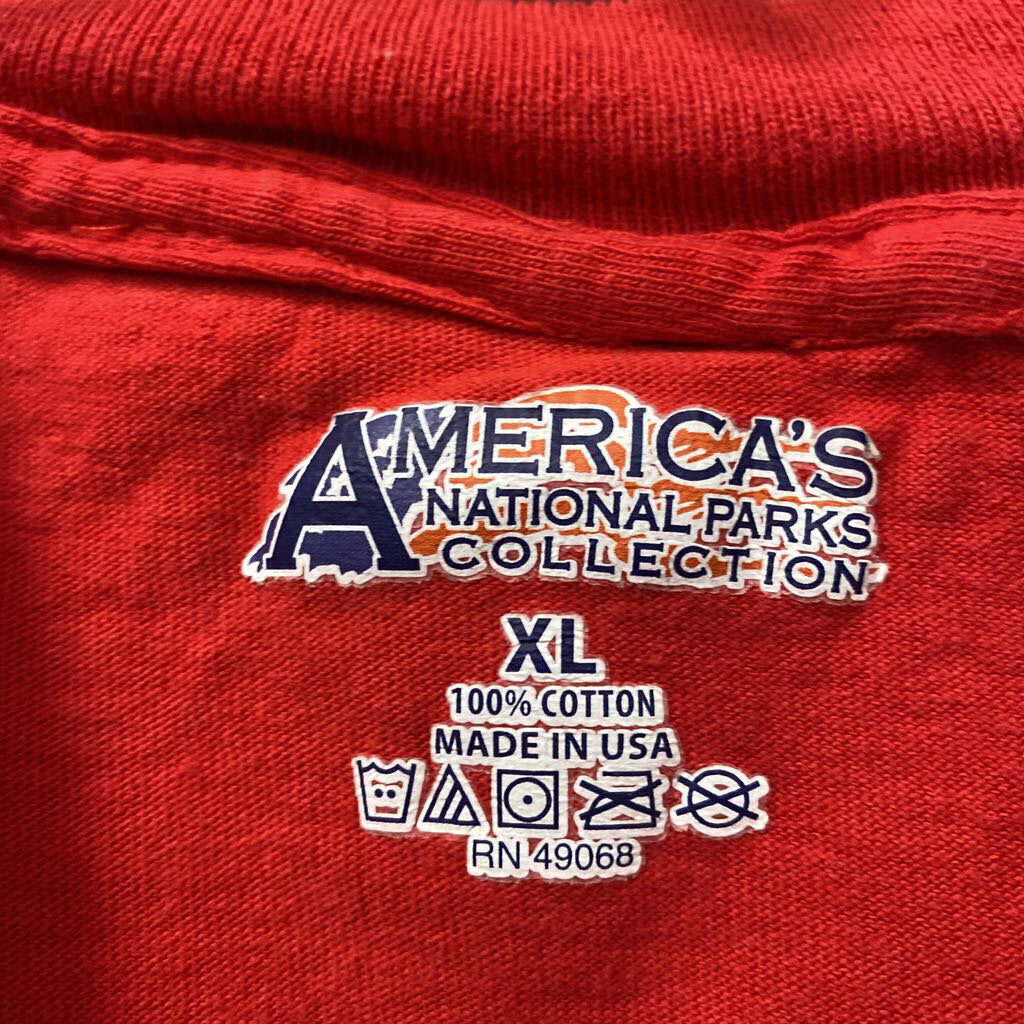 AMERICA'S
NATIONAL PARKS
COLLECTION
XL
100% COTTON
MADE IN USA
RN 49068